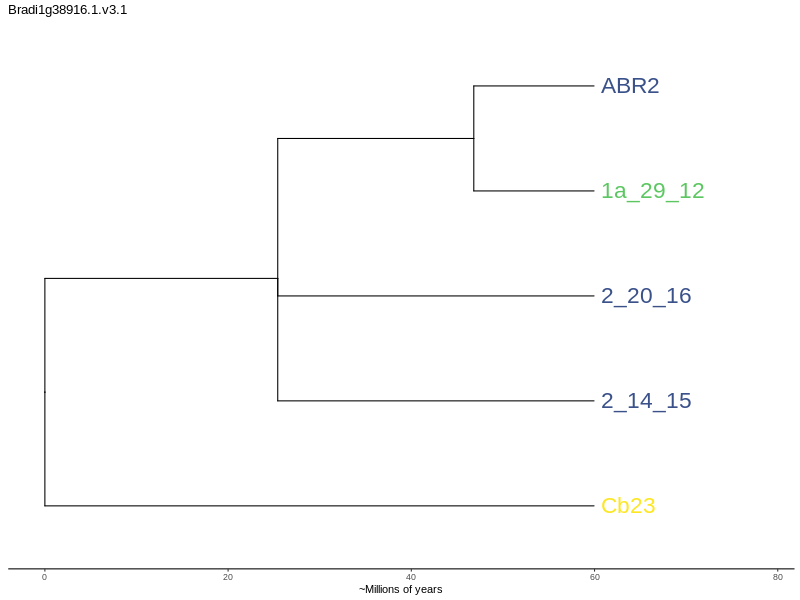 Bradi1g38916.1.v3.1
ABR2
1a_29_12
2_20_16
2_14_15
Cb23
0 20 40 60 80
~Millions of years